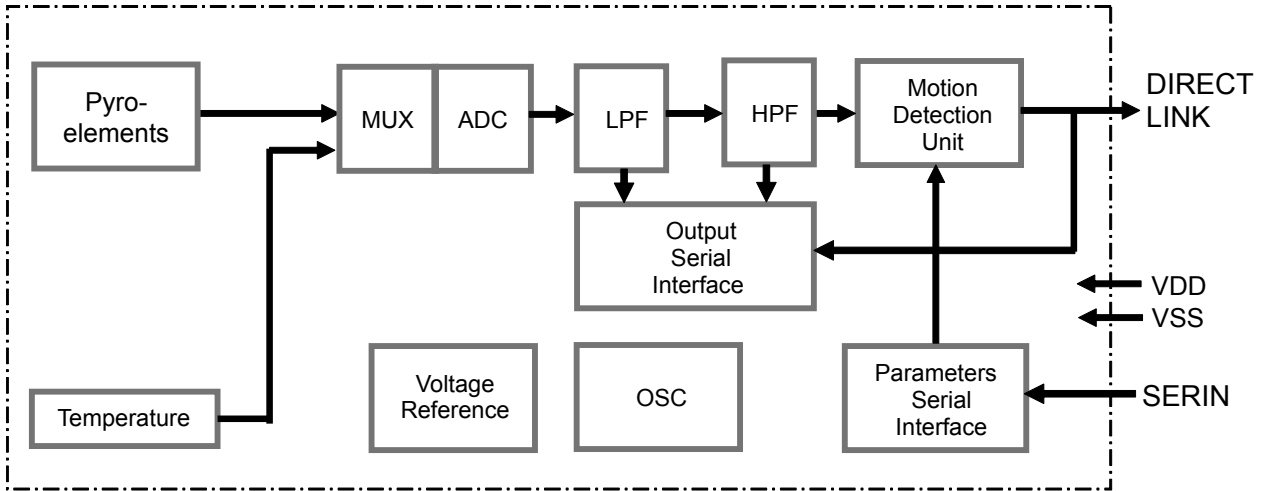 Pyro-
elements
MUX
ADC
LPF
HPF
Motion
Detection
Unit
DIRECT
LINK
Output
Serial
Interface
VDD
VSS
Temperature
Voltage
Reference
OSC
Parameters
Serial
Interface
SERIN